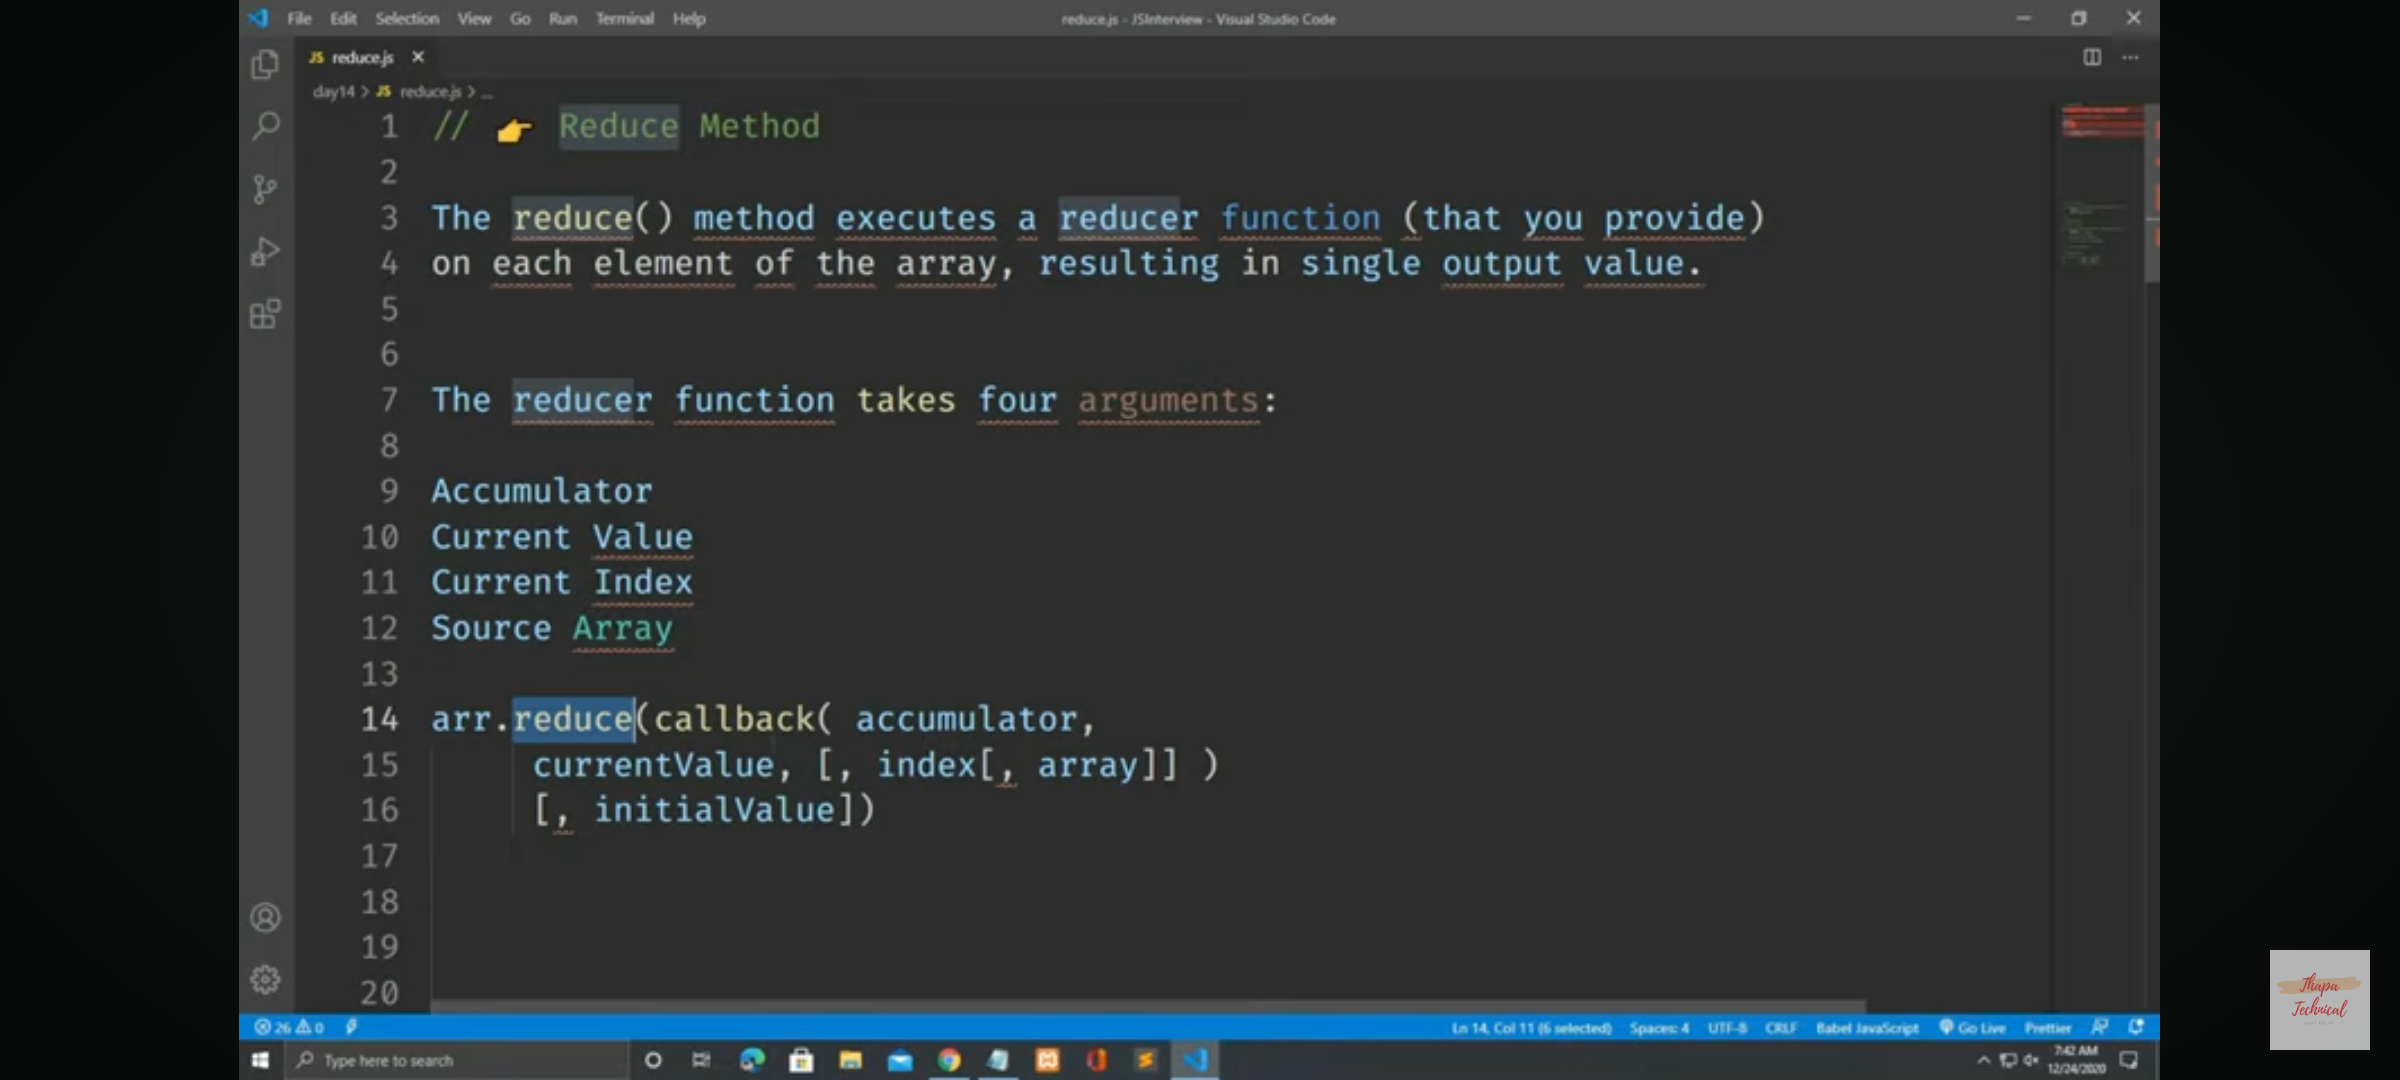 File Edit Selection View Go Run Terminal Help
reduce.js - JSInterview - Visual Studio Code
JS reduce.js
day14 > JS reduce.js > ...
1 // 👉 Reduce Method
2
3 The reduce() method executes a reducer function (that you provide)
4 on each element of the array, resulting in single output value.
5
6
7 The reducer function takes four arguments:
8
9 Accumulator
10 Current Value
11 Current Index
12 Source Array
13
14 arr.reduce(callback( accumulator,
15 currentValue, [, index[, array]] )
16 [, initialValue])
17
18
19
20
26 0
Ln 14, Col 11 (6 selected) Spaces: 4 UTF-8 CRLF Babel JavaScript Go Live Prettier
Type here to search
7:42 AM
12/24/2020
Thapa
Technical